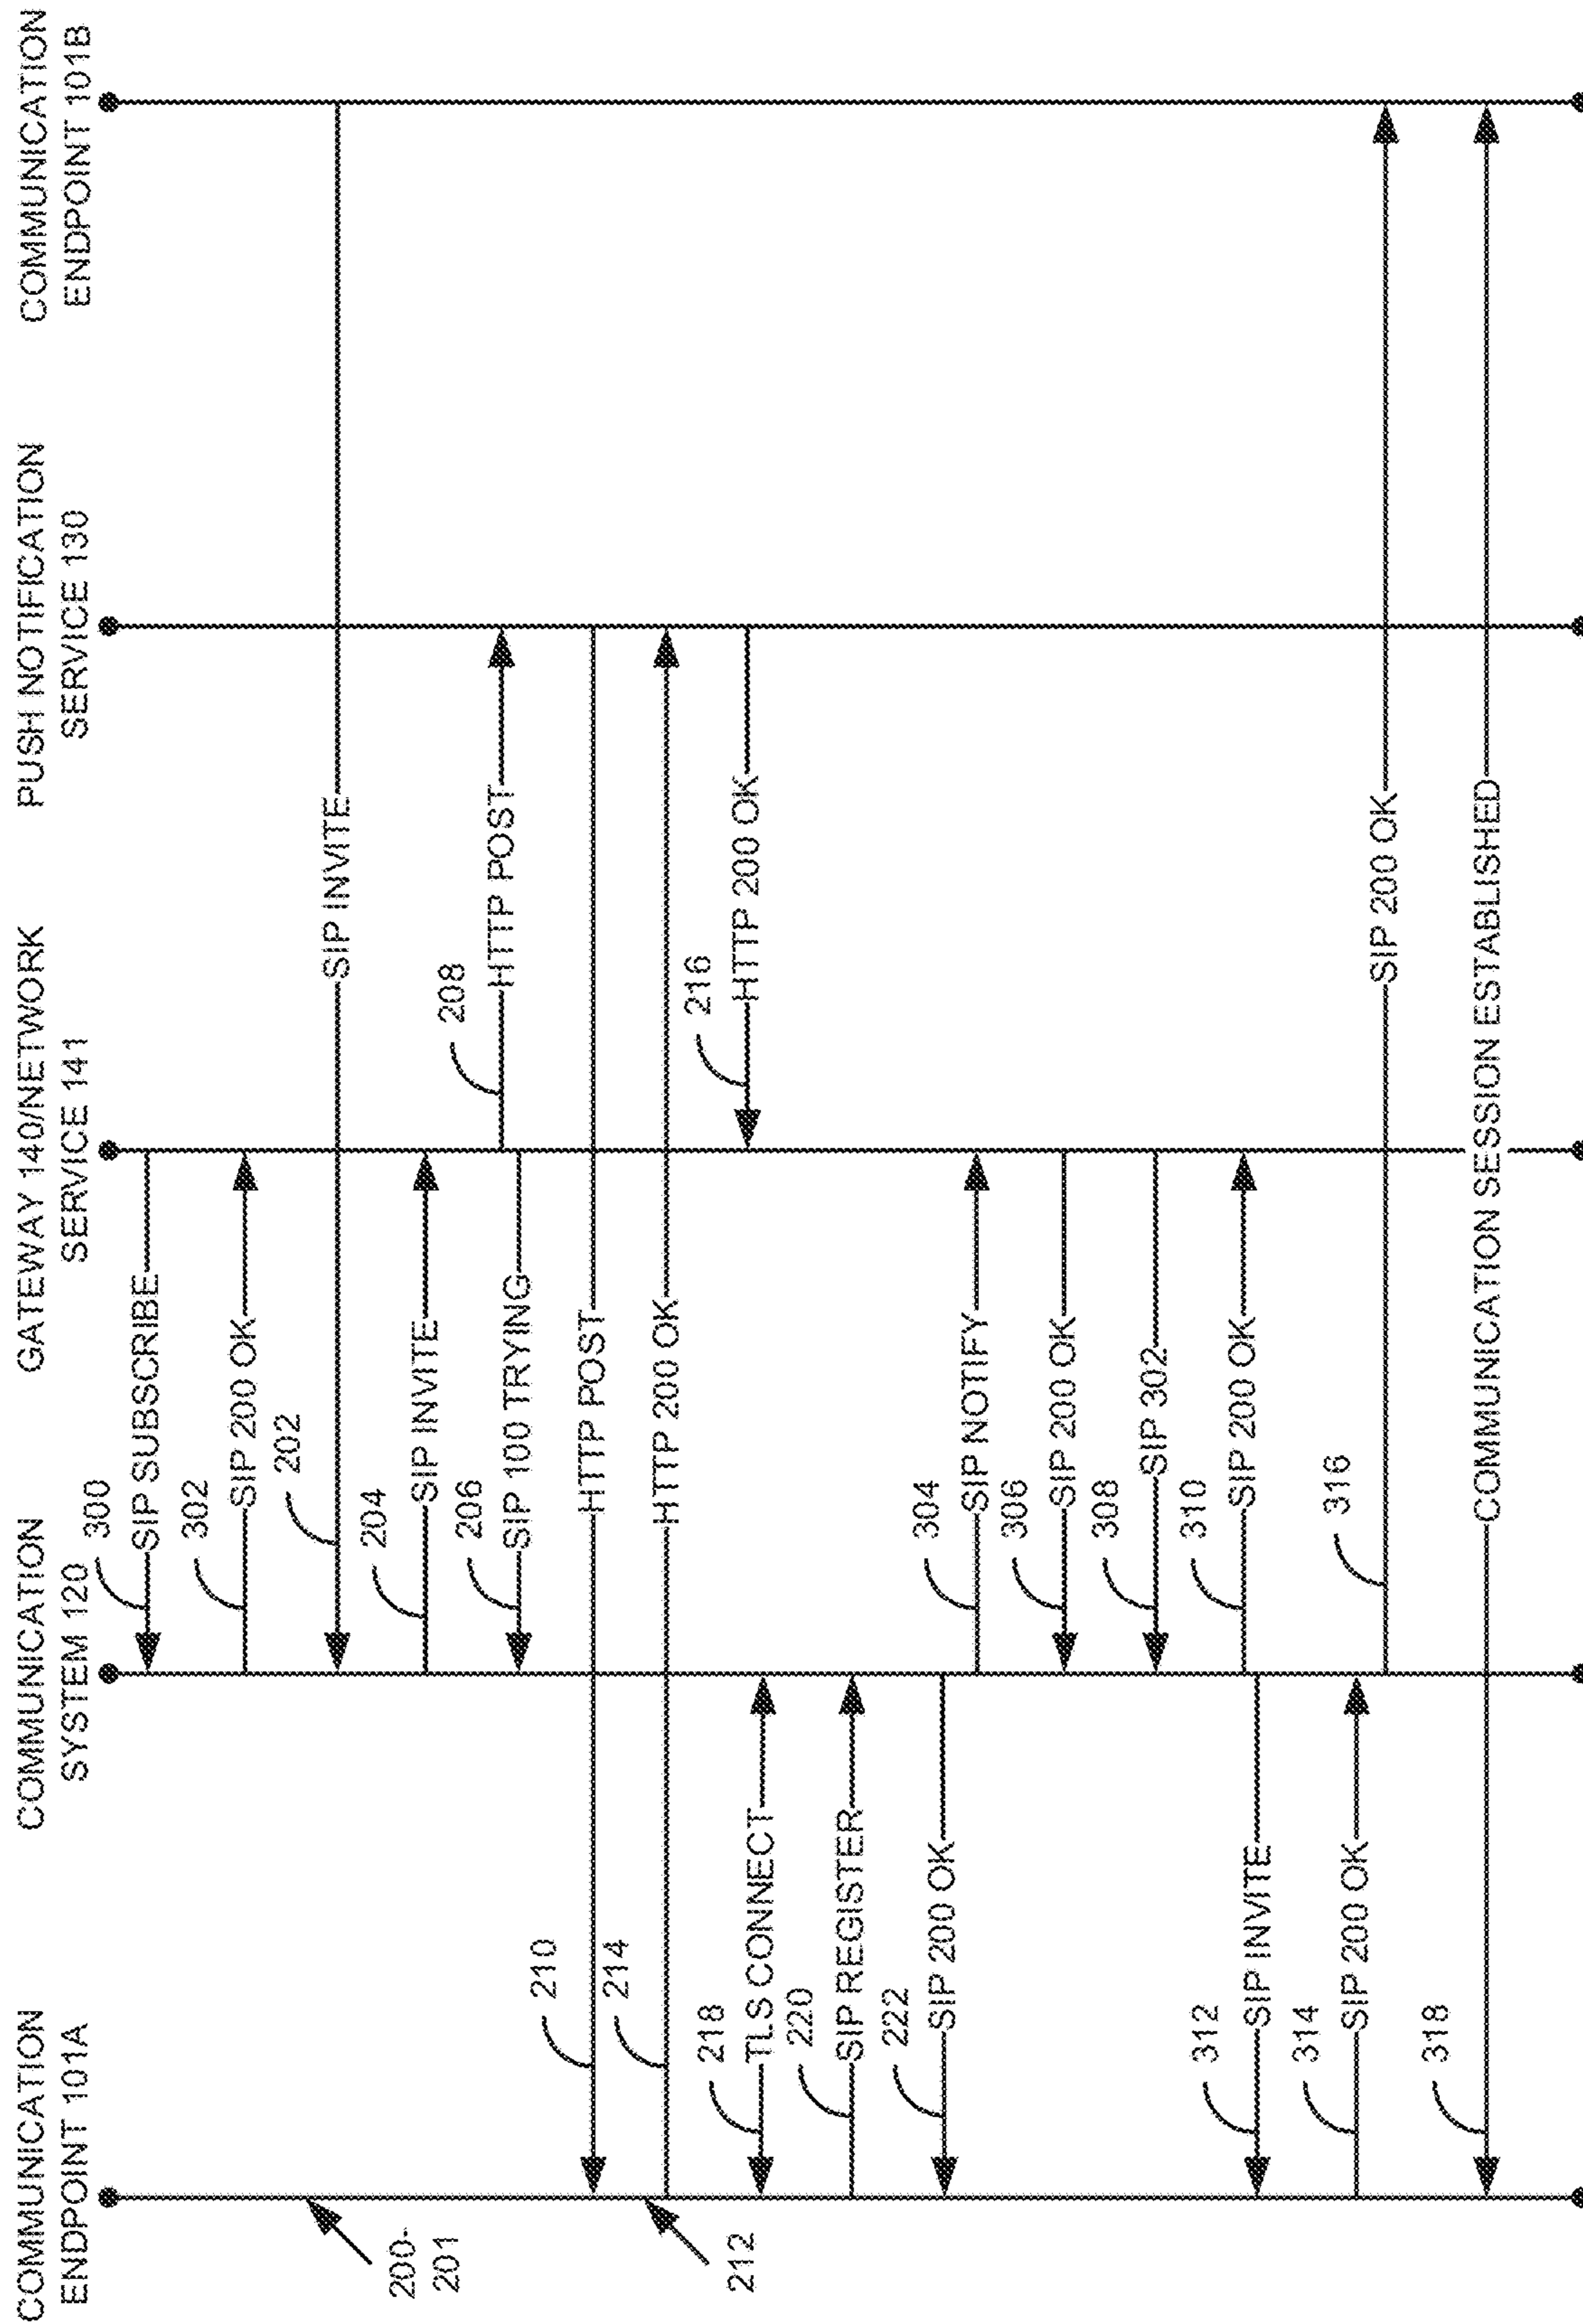 COMMUNICATION
ENDPOINT 101A
COMMUNICATION
SYSTEM 120
GATEWAY 140/NETWORK
SERVICE 141
PUSH NOTIFICATION
SERVICE 130
COMMUNICATION
ENDPOINT 101B
300
SIP SUBSCRIBE
302
SIP 200 OK
200-
201
202
SIP INVITE
204
SIP INVITE
208
HTTP POST
206
SIP 100 TRYING
210
HTTP POST
212
214
HTTP 200 OK
216
HTTP 200 OK
218
TLS CONNECT
220
SIP REGISTER
222
SIP 200 OK
304
SIP NOTIFY
306
SIP 200 OK
308
SIP 302
310
SIP 200 OK
312
SIP INVITE
314
SIP 200 OK
316
SIP 200 OK
318
COMMUNICATION SESSION ESTABLISHED